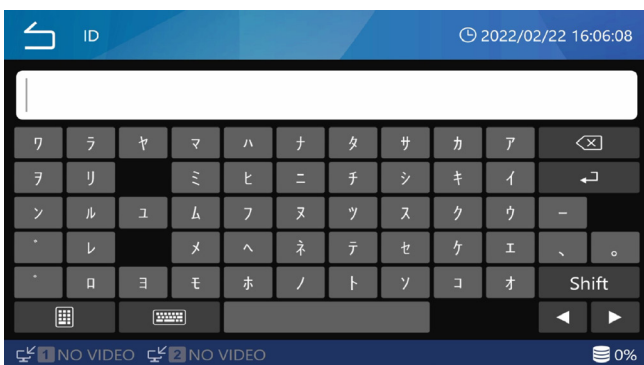 ID 2022/02/22 16:06:08
ワ ラ ヤ マ ハ ナ タ サ カ ア
ヲ リ ミ ヒ ニ チ シ キ イ
ン ル ユ ム フ ヌ ツ ス ク ウ ー
゛ レ メ ヘ ネ テ セ ケ エ 、 。
゜ ロ ヨ モ ホ ノ ト ソ コ オ Shift
1 NO VIDEO 2 NO VIDEO 0%